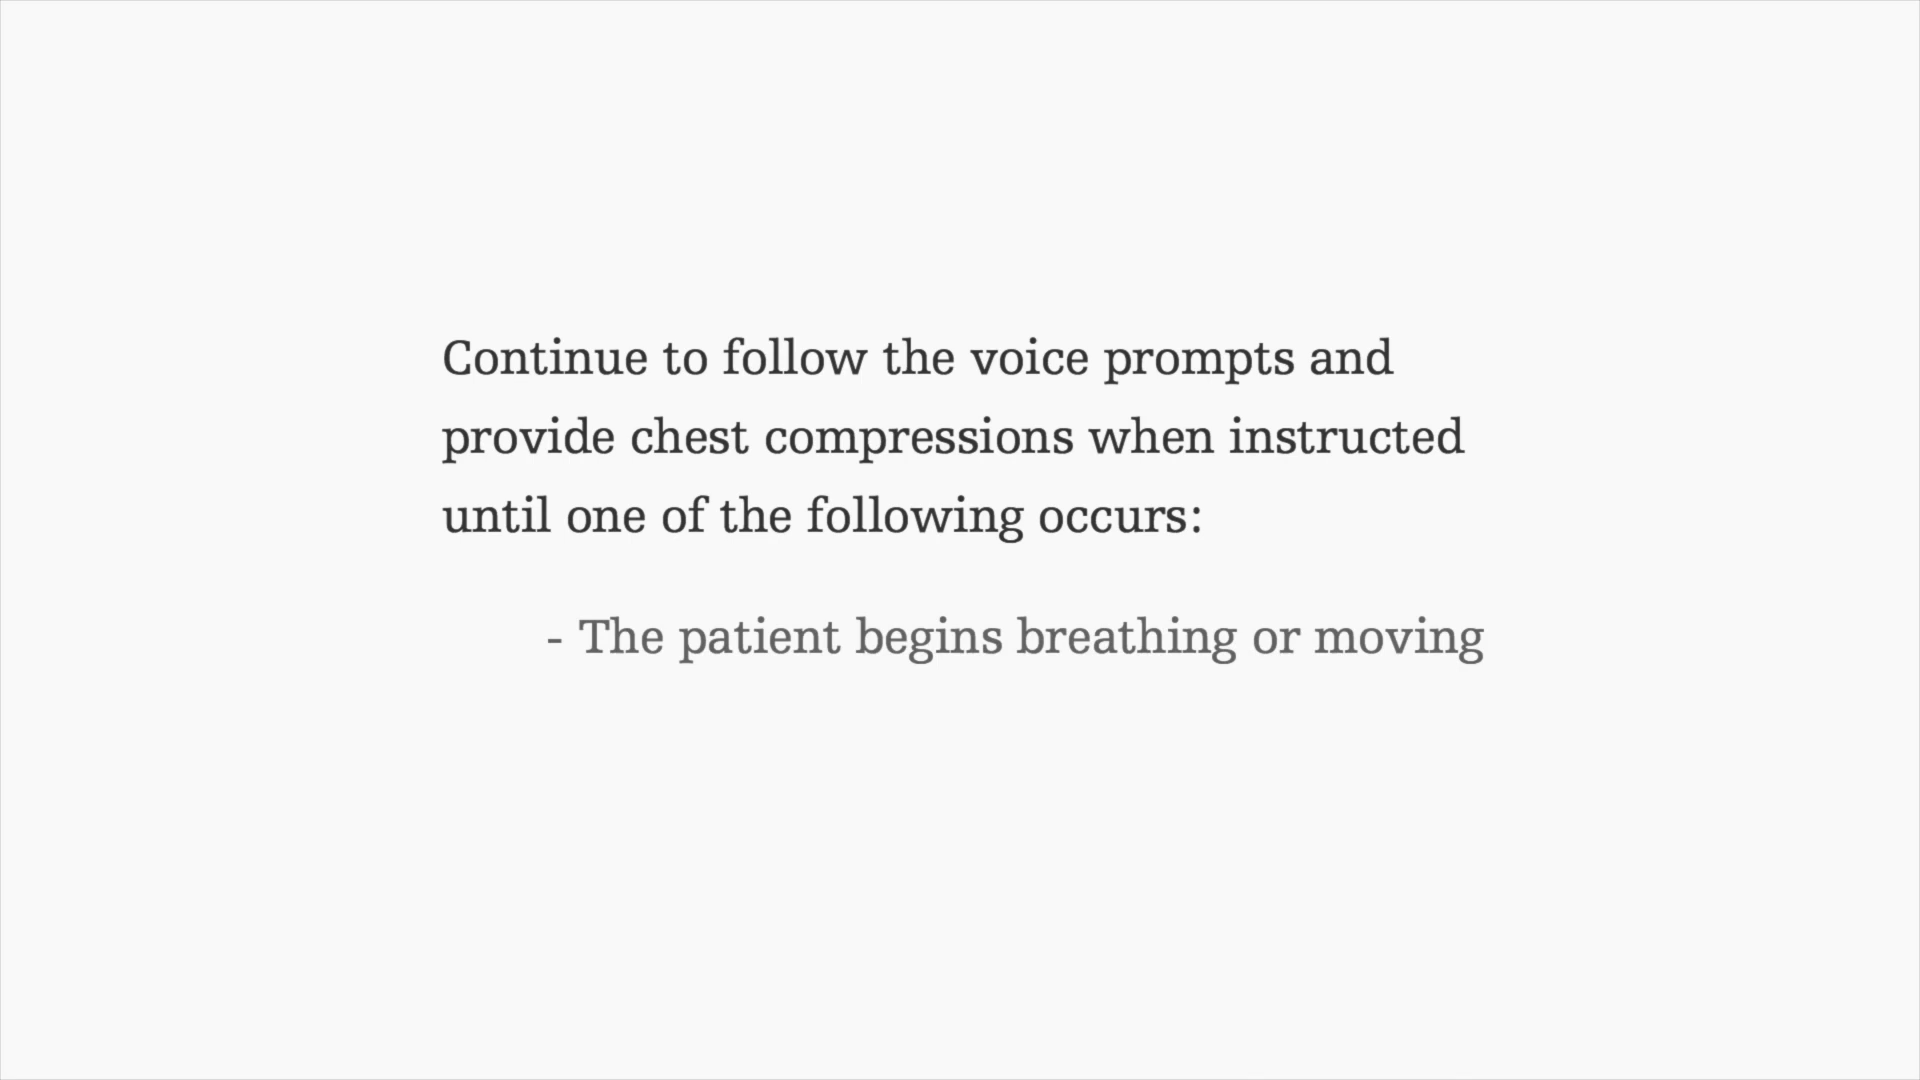 Continue to follow the voice prompts and
provide chest compressions when instructed
until one of the following occurs:
- The patient begins breathing or moving